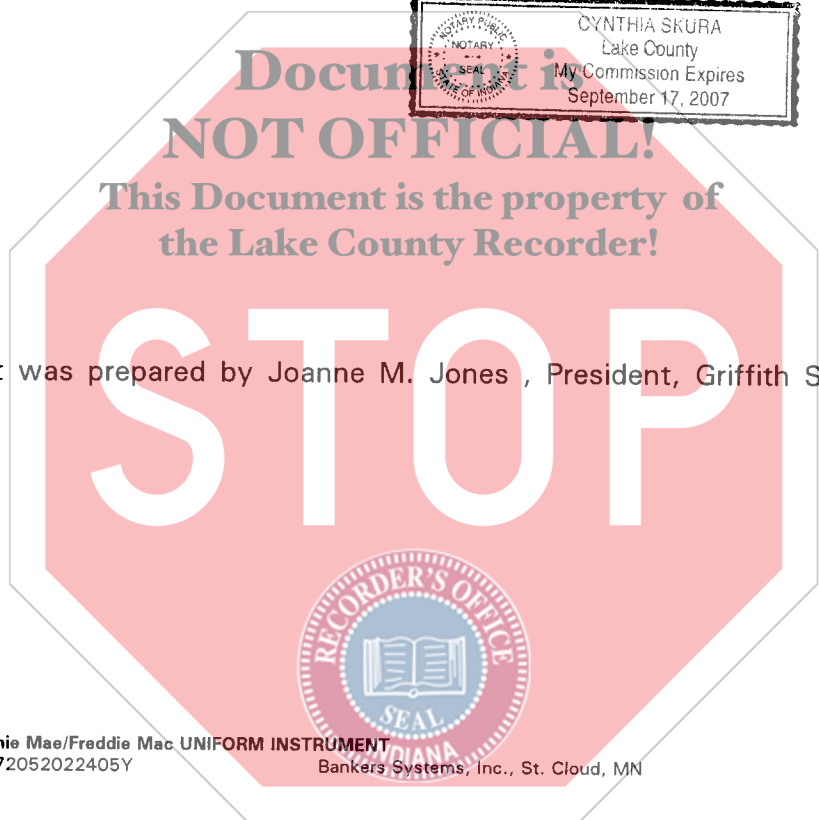 CYNTHIA SKURA
NOTARY PUBLIC
NOTARY
Lake County
SEAL
My Commission Expires
STATE OF INDIANA
September 17, 2007
Document is
NOT OFFICIAL!
This Document is the property of
the Lake County Recorder!
was prepared by Joanne M. Jones , President, Griffith S
STOP
RECORDER'S OFFICE
SEAL
INDIANA
nie Mae/Freddie Mac UNIFORM INSTRUMENT
72052022405Y Bankers Systems, Inc., St. Cloud, MN